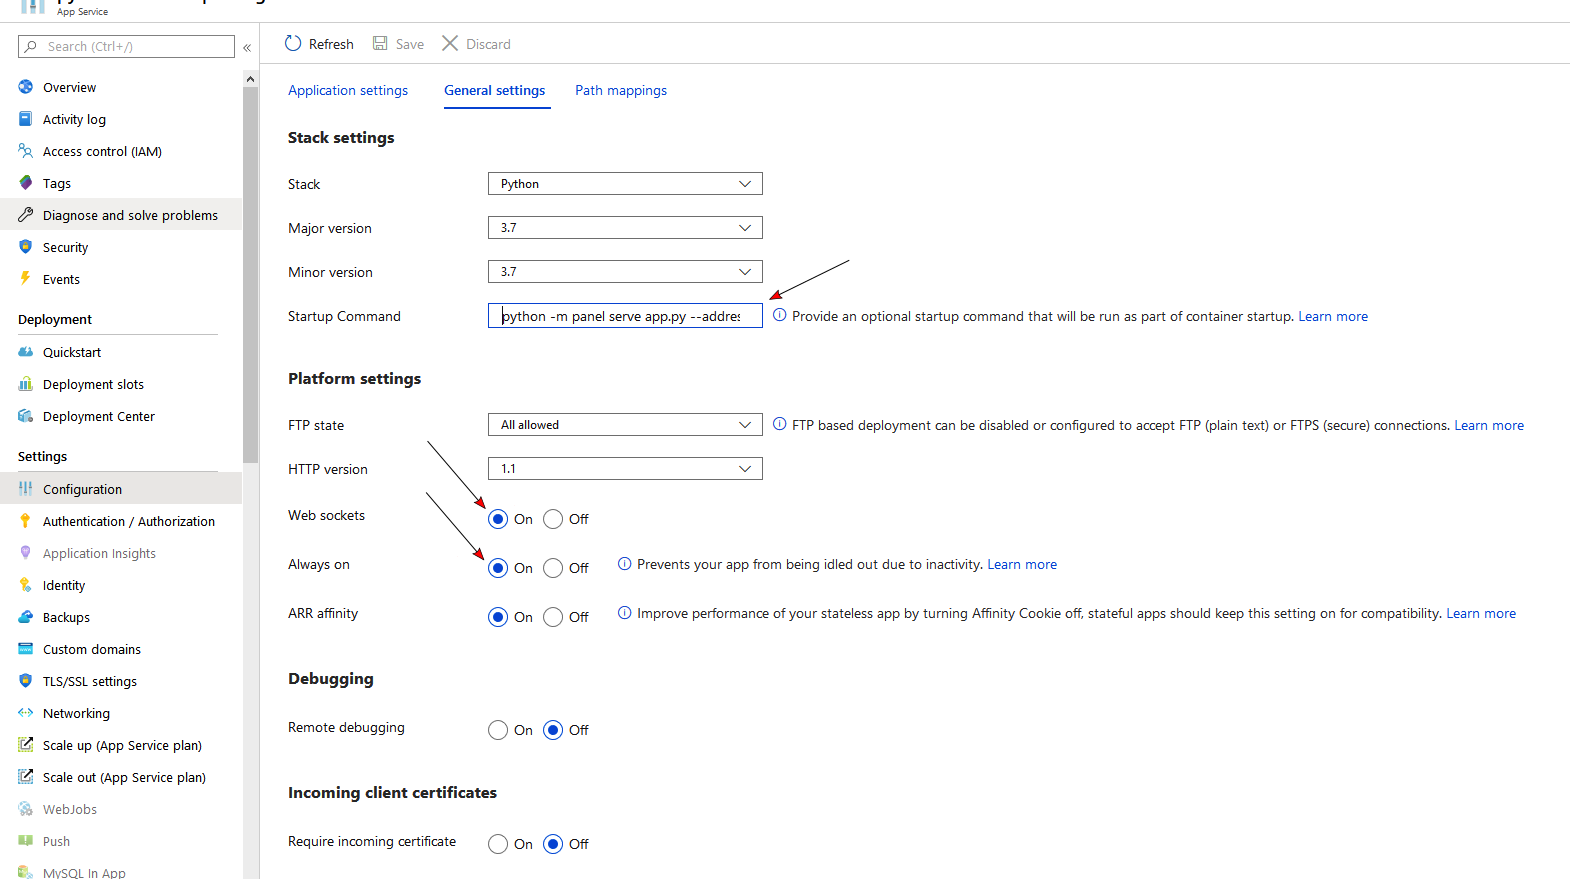 App Service
Search (Ctrl+/)
«
Overview
Activity log
Access control (IAM)
Tags
Diagnose and solve problems
Security
Events
Deployment
Quickstart
Deployment slots
Deployment Center
Settings
Configuration
Authentication / Authorization
Application Insights
Identity
Backups
Custom domains
TLS/SSL settings
Networking
Scale up (App Service plan)
Scale out (App Service plan)
WebJobs
Push
MySQL In App
Refresh Save Discard
Application settings General settings Path mappings
Stack settings
Stack Python
Major version 3.7
Minor version 3.7
Startup Command python -m panel serve app.py --addres Provide an optional startup command that will be run as part of container startup. Learn more
Platform settings
FTP state All allowed FTP based deployment can be disabled or configured to accept FTP (plain text) or FTPS (secure) connections. Learn more
HTTP version 1.1
Web sockets On Off
Always on On Off Prevents your app from being idled out due to inactivity. Learn more
ARR affinity On Off Improve performance of your stateless app by turning Affinity Cookie off, stateful apps should keep this setting on for compatibility. Learn more
Debugging
Remote debugging On Off
Incoming client certificates
Require incoming certificate On Off